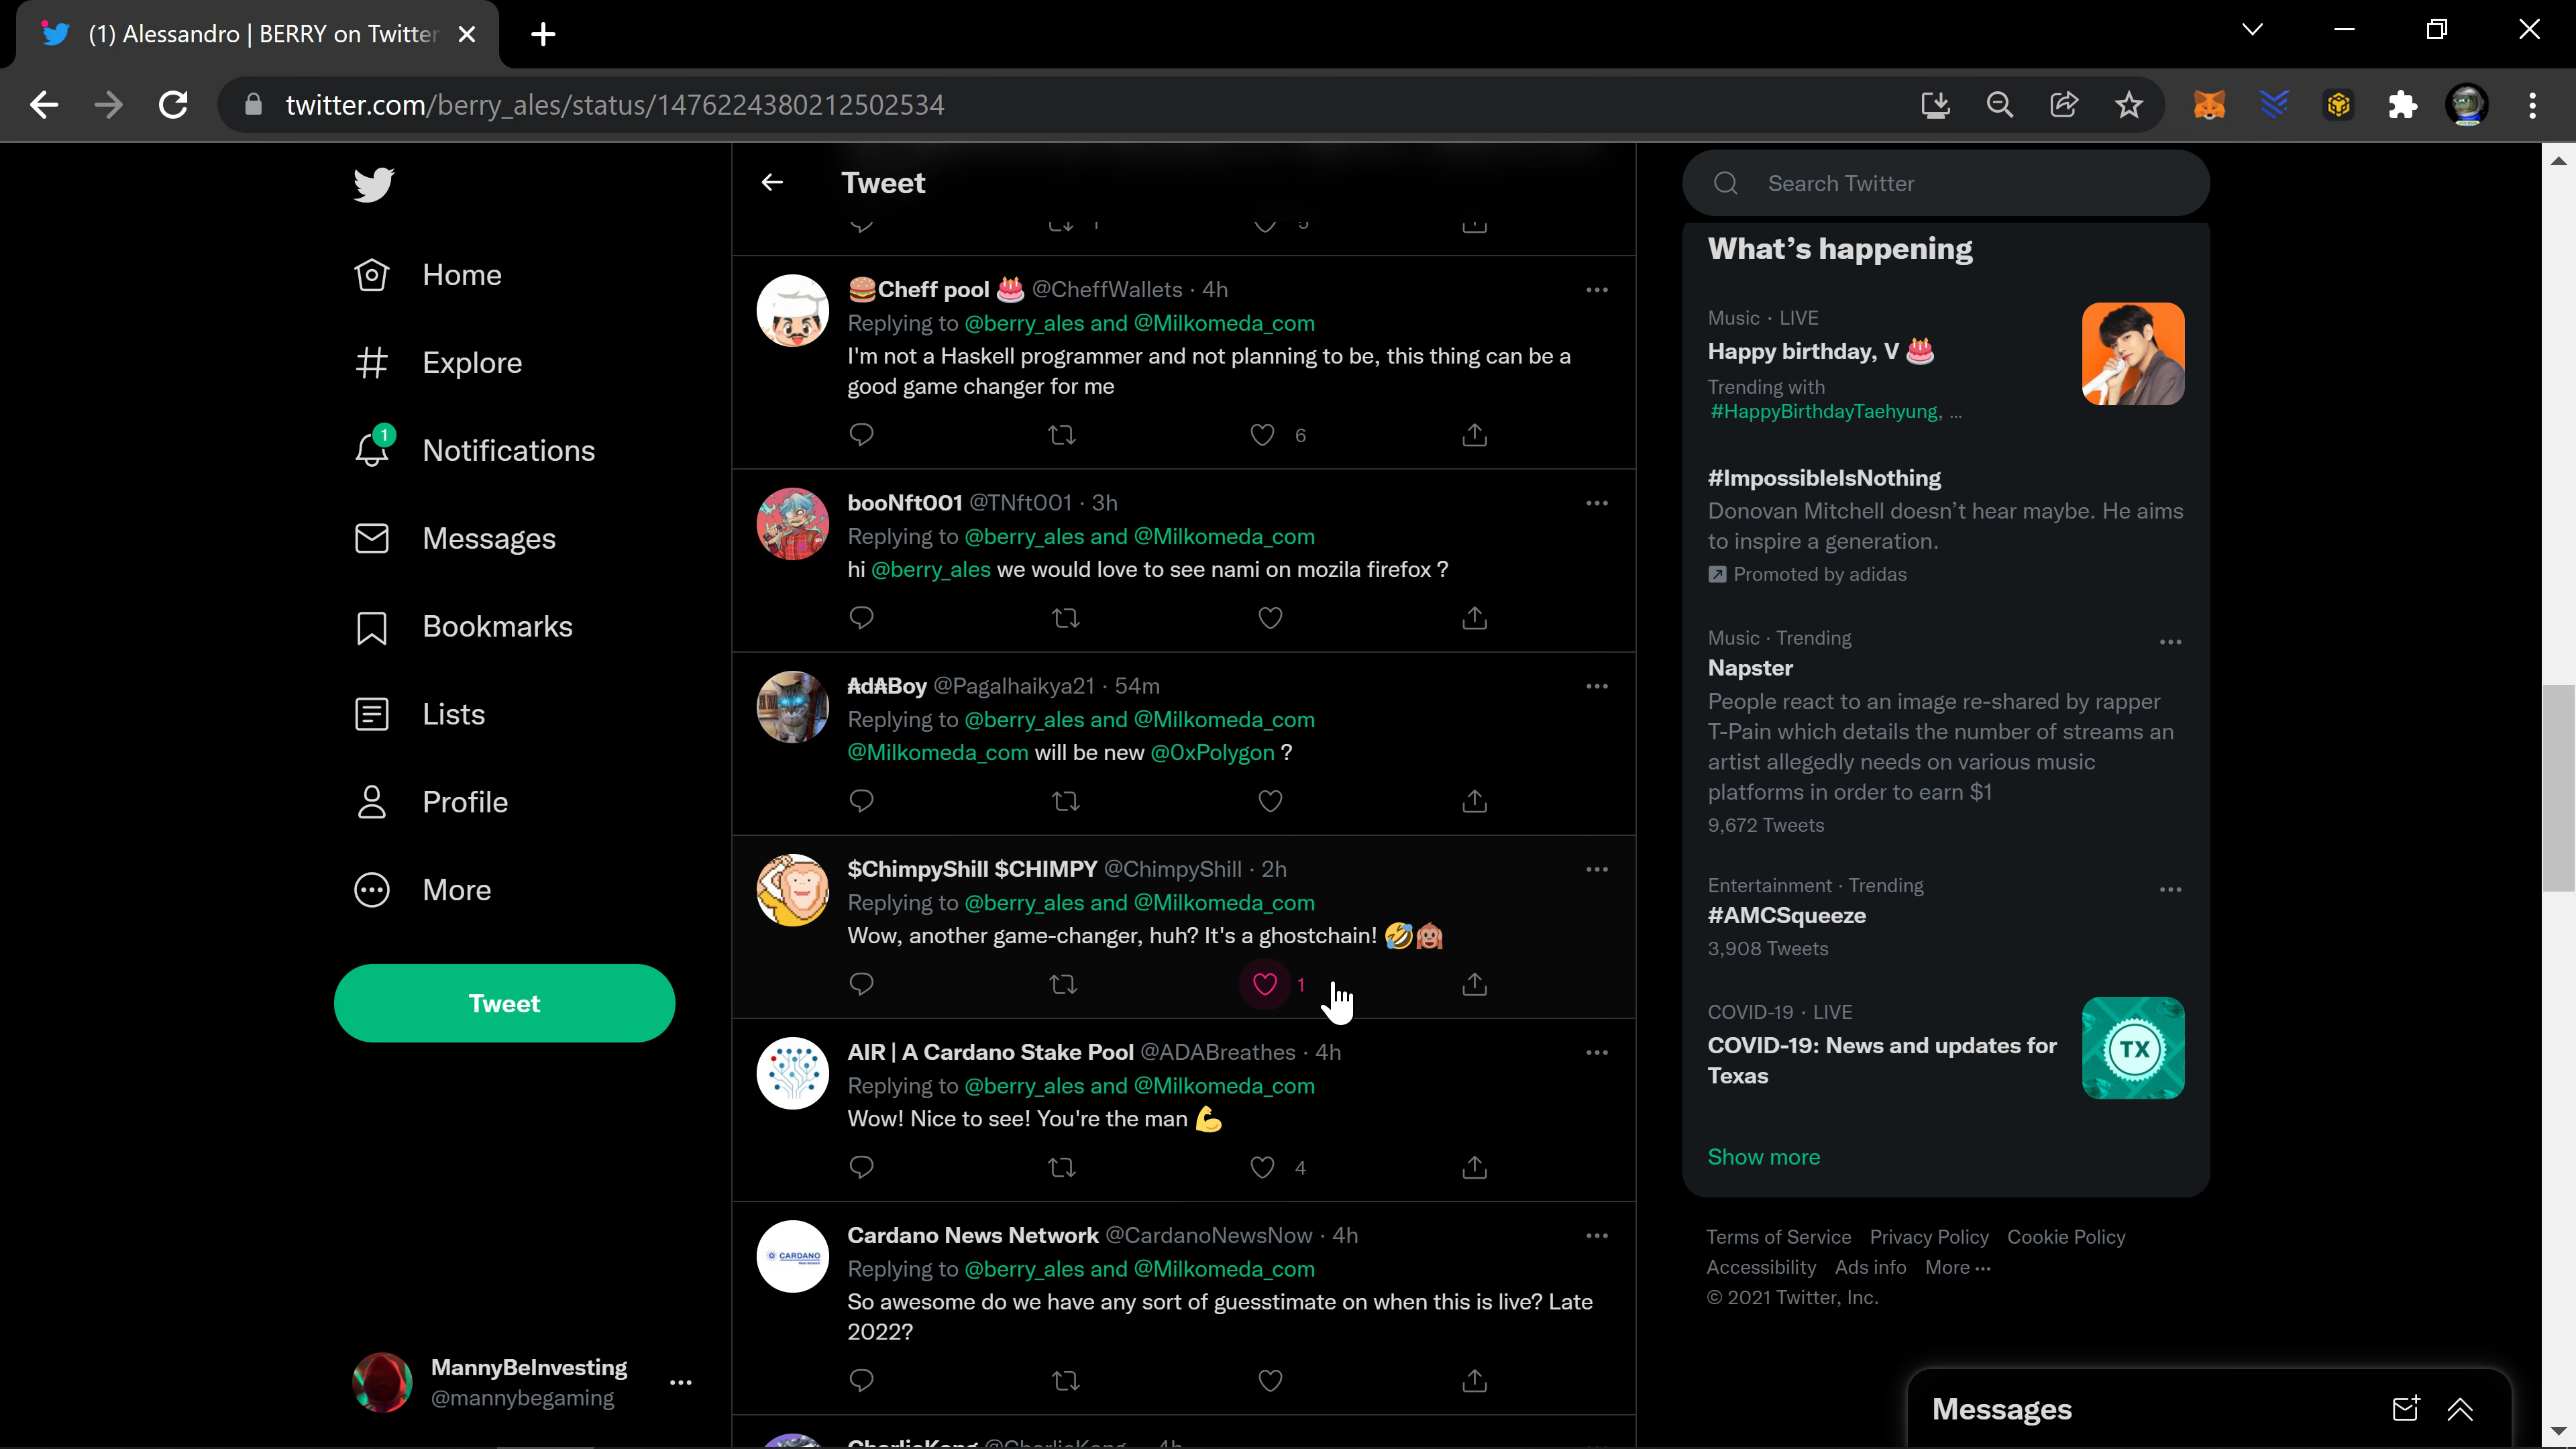 (1) Alessandro | BERRY on Twitter
twitter.com/berry_ales/status/1476224380212502534
Home
Explore
1
Notifications
Messages
Bookmarks
Lists
Profile
More
Tweet
MannyBeInvesting
@mannybegaming
Tweet
1 5
🍔Cheff pool 🎂 @CheffWallets · 4h
Replying to @berry_ales and @Milkomeda_com
I'm not a Haskell programmer and not planning to be, this thing can be a
good game changer for me
6
booNft001 @TNft001 · 3h
Replying to @berry_ales and @Milkomeda_com
hi @berry_ales we would love to see nami on mozila firefox ?
₳d₳Boy @Pagalhaikya21 · 54m
Replying to @berry_ales and @Milkomeda_com
@Milkomeda_com will be new @0xPolygon ?
$ChimpyShill $CHIMPY @ChimpyShill · 2h
Replying to @berry_ales and @Milkomeda_com
Wow, another game-changer, huh? It's a ghostchain! 🤣🙉
1
AIR | A Cardano Stake Pool @ADABreathes · 4h
Replying to @berry_ales and @Milkomeda_com
Wow! Nice to see! You're the man 💪
4
CARDANO
Cardano News Network @CardanoNewsNow · 4h
Replying to @berry_ales and @Milkomeda_com
So awesome do we have any sort of guesstimate on when this is live? Late
2022?
Search Twitter
What's happening
Music · LIVE
Happy birthday, V 🎂
Trending with
#HappyBirthdayTaehyung, ...
#ImpossibleIsNothing
Donovan Mitchell doesn't hear maybe. He aims
to inspire a generation.
Promoted by adidas
Music · Trending
Napster
People react to an image re-shared by rapper
T-Pain which details the number of streams an
artist allegedly needs on various music
platforms in order to earn $1
9,672 Tweets
Entertainment · Trending
#AMCSqueeze
3,908 Tweets
COVID-19 · LIVE
COVID-19: News and updates for
Texas
TX
Show more
Terms of Service Privacy Policy Cookie Policy
Accessibility Ads info More ···
© 2021 Twitter, Inc.
Messages